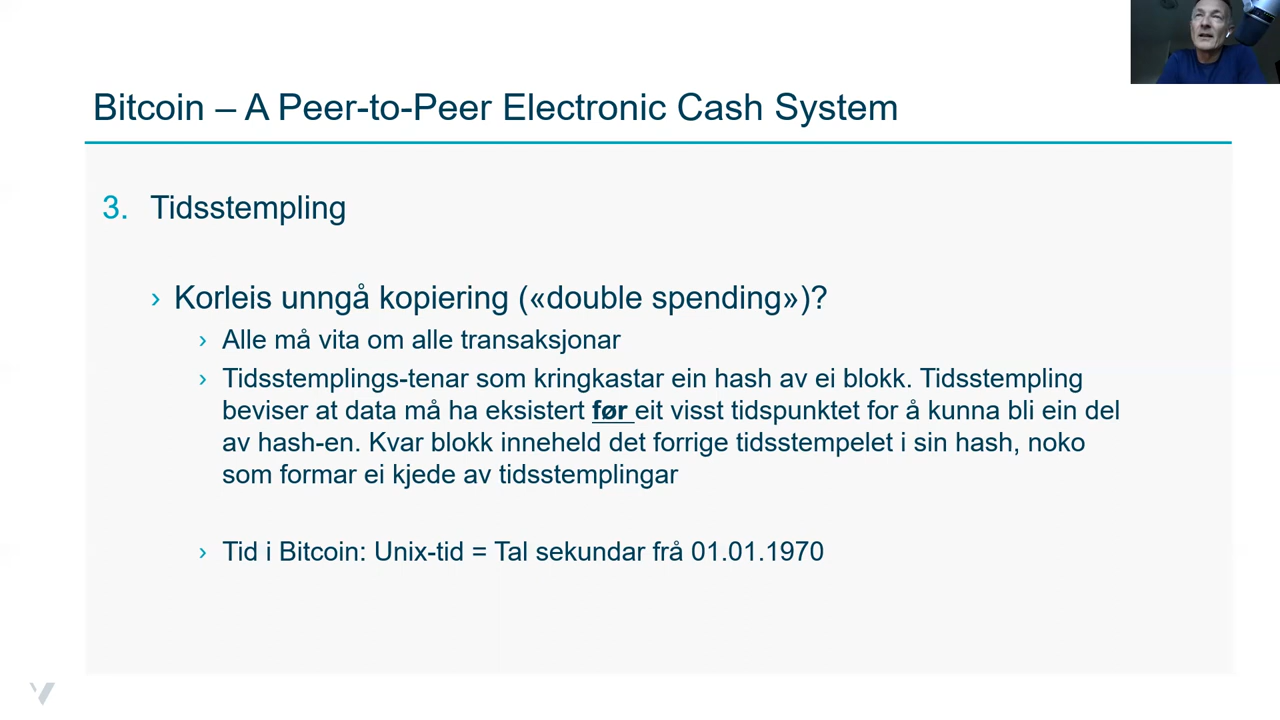 Bitcoin – A Peer-to-Peer Electronic Cash System
3. Tidsstempling
› Korleis unngå kopiering («double spending»)?
› Alle må vita om alle transaksjonar
› Tidsstemplings-tenar som kringkastar ein hash av ei blokk. Tidsstempling
beviser at data må ha eksistert før eit visst tidspunktet for å kunna bli ein del
av hash-en. Kvar blokk inneheld det forrige tidsstempelet i sin hash, noko
som formar ei kjede av tidsstemplingar
› Tid i Bitcoin: Unix-tid = Tal sekundar frå 01.01.1970